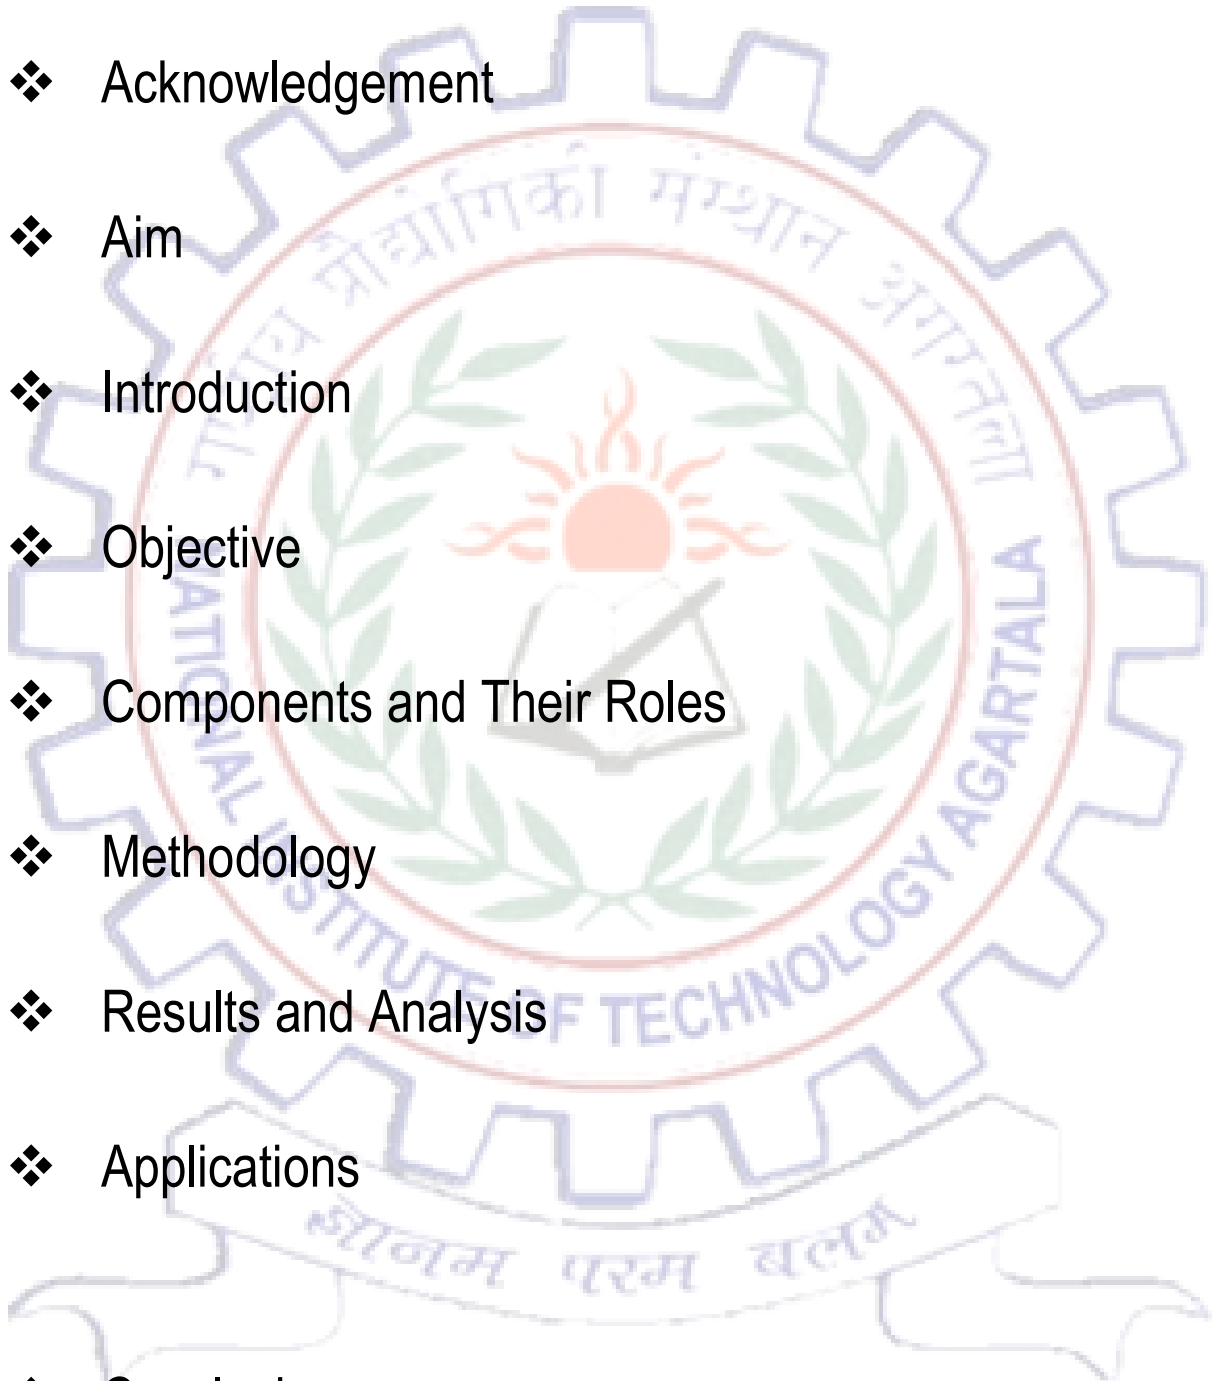 Acknowledgement
Aim
Introduction
Objective
Components and Their Roles
Methodology
Results and Analysis
Applications
राष्ट्रीय प्रौद्योगिकी संस्थान अगरतला
NATIONAL INSTITUTE OF TECHNOLOGY AGARTALA
ज्ञानम परम बलम